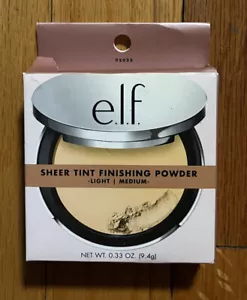 e.l.f.
SHEER TINT FINISHING POWDER
-LIGHT | MEDIUM-
NET WT. 0.33 OZ. (9.4g)